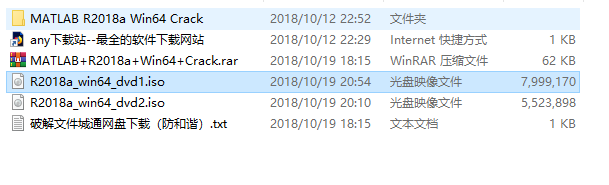 MATLAB R2018a Win64 Crack 2018/10/12 22:52 文件夹
any下载站--最全的软件下载网站 2018/10/12 22:29 Internet 快捷方式 1 KB
MATLAB+R2018a+Win64+Crack.rar 2018/10/19 18:15 WinRAR 压缩文件 62 KB
R2018a_win64_dvd1.iso 2018/10/19 20:54 光盘映像文件 7,999,170
R2018a_win64_dvd2.iso 2018/10/19 20:10 光盘映像文件 5,523,898
破解文件城通网盘下载（防和谐）.txt 2018/10/19 18:15 文本文档 1 KB